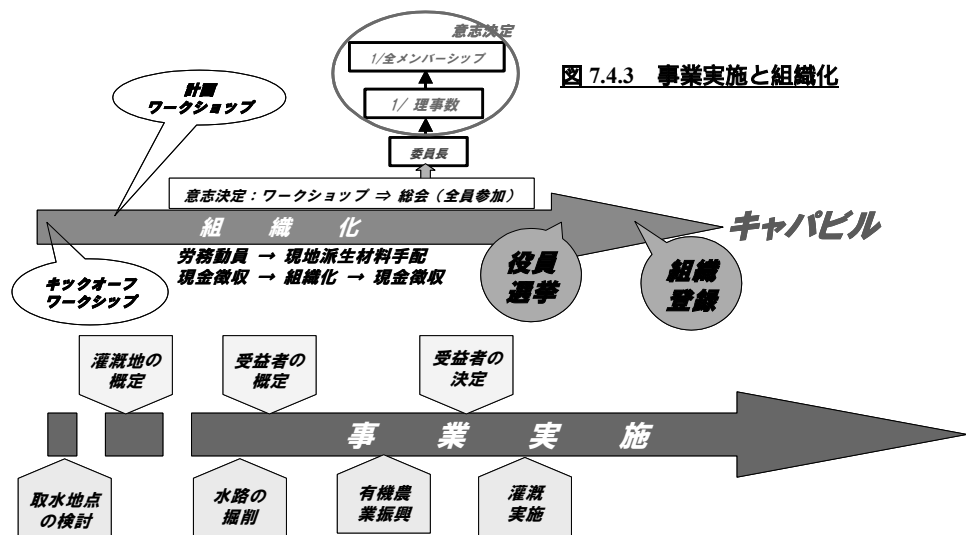 意志決定
1/全メンバーシップ
図 7.4.3 事業実施と組織化
1/ 理事数
計画
ワークショップ
委員長
意志決定：ワークショップ ⇒ 総会（全員参加）
組織化
キャパビル
労務動員 → 現地派生材料手配
現金徴収 → 組織化 → 現金徴収
役員
選挙
組織
登録
キックオーフ
ワークシップ
灌漑地の
概定
受益者の
概定
受益者の
決定
事業実施
取水地点
の検討
水路の
掘削
有機農
業振興
灌漑
実施